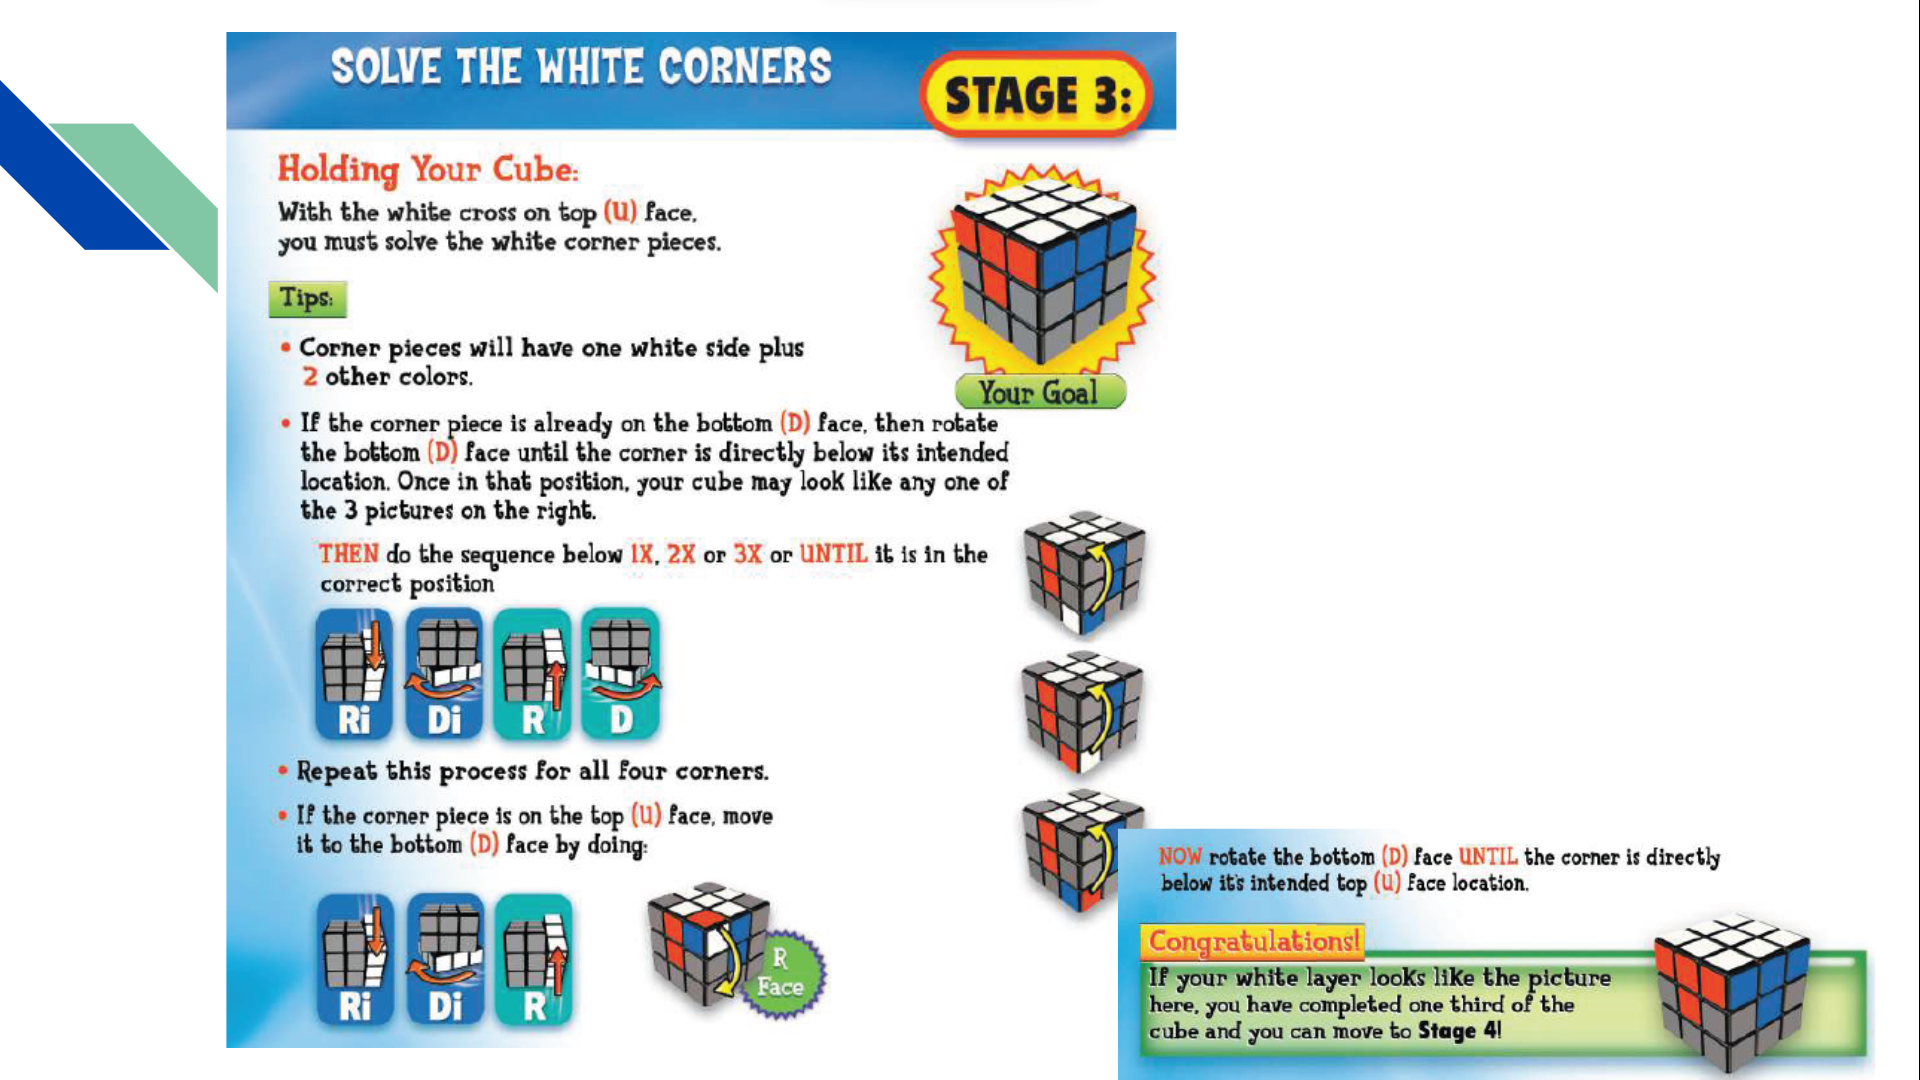 SOLVE THE WHITE CORNERS
STAGE 3:
Holding Your Cube:
With the white cross on top (U) face,
you must solve the white corner pieces.
Tips:
• Corner pieces will have one white side plus
2 other colors.
Your Goal
• If the corner piece is already on the bottom (D) face, then rotate
the bottom (D) face until the corner is directly below its intended
location. Once in that position, your cube may look like any one of
the 3 pictures on the right.
THEN do the sequence below 1X, 2X or 3X or UNTIL it is in the
correct position
Ri Di R D
• Repeat this process for all four corners.
• If the corner piece is on the top (U) face, move
it to the bottom (D) face by doing:
Ri Di R
R
Face
NOW rotate the bottom (D) face UNTIL the corner is directly
below it's intended top (U) face location.
Congratulations!
If your white layer looks like the picture
here, you have completed one third of the
cube and you can move to Stage 4!